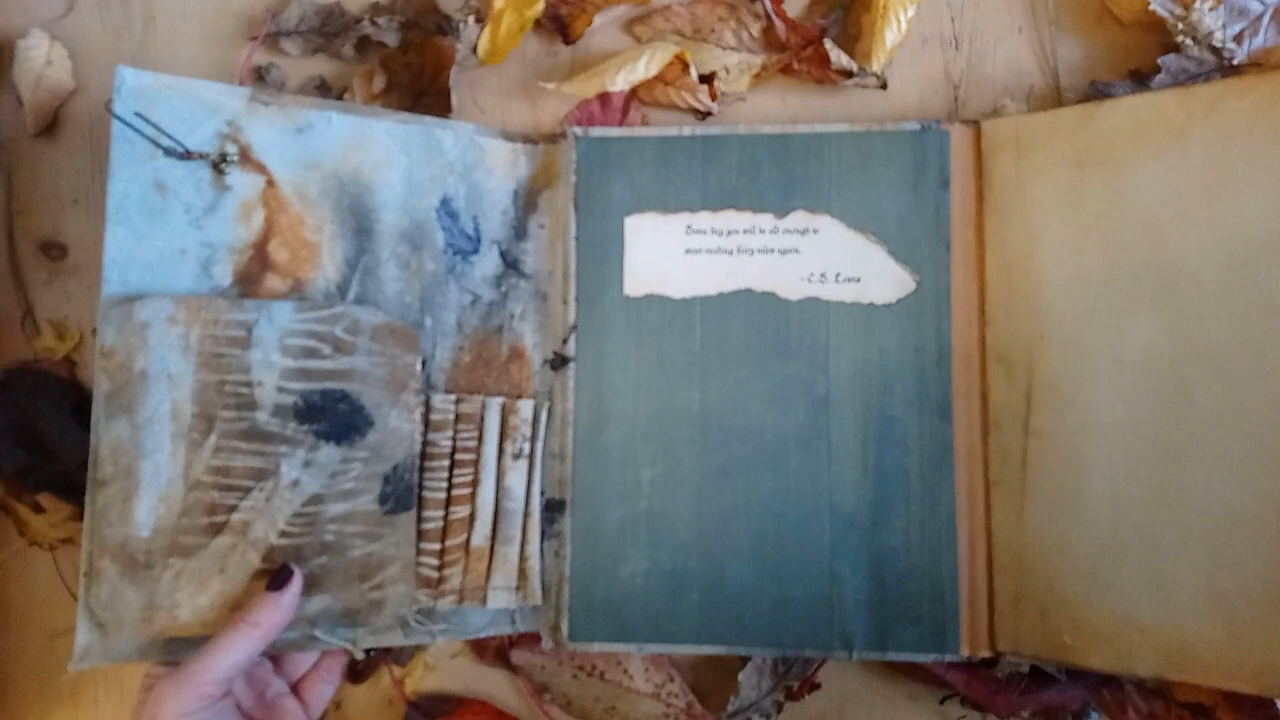 Some day you will be old enough to
start reading fairy tales again.
-C.S. Lewis